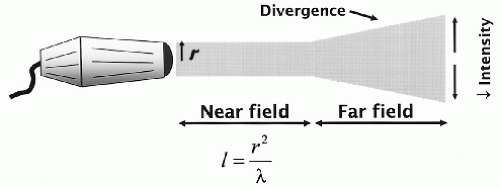 Divergence
r
↓ Intensity
Near field
Far field
l = r²/λ